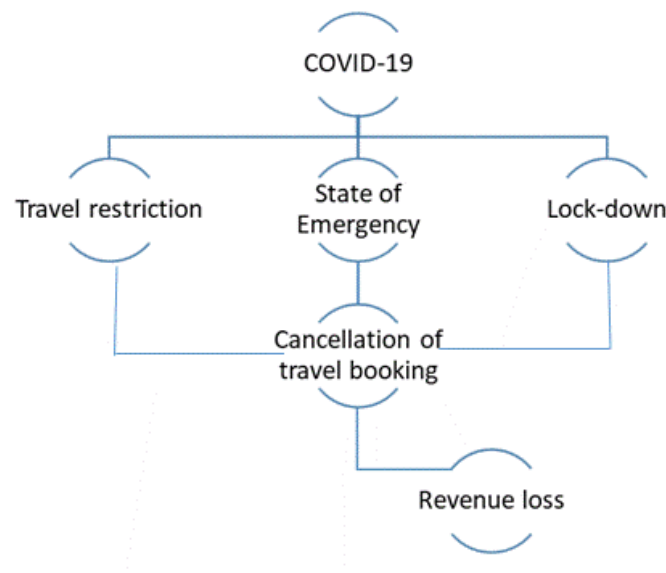 COVID-19
Travel restriction
State of
Emergency
Lock-down
Cancellation of
travel booking
Revenue loss